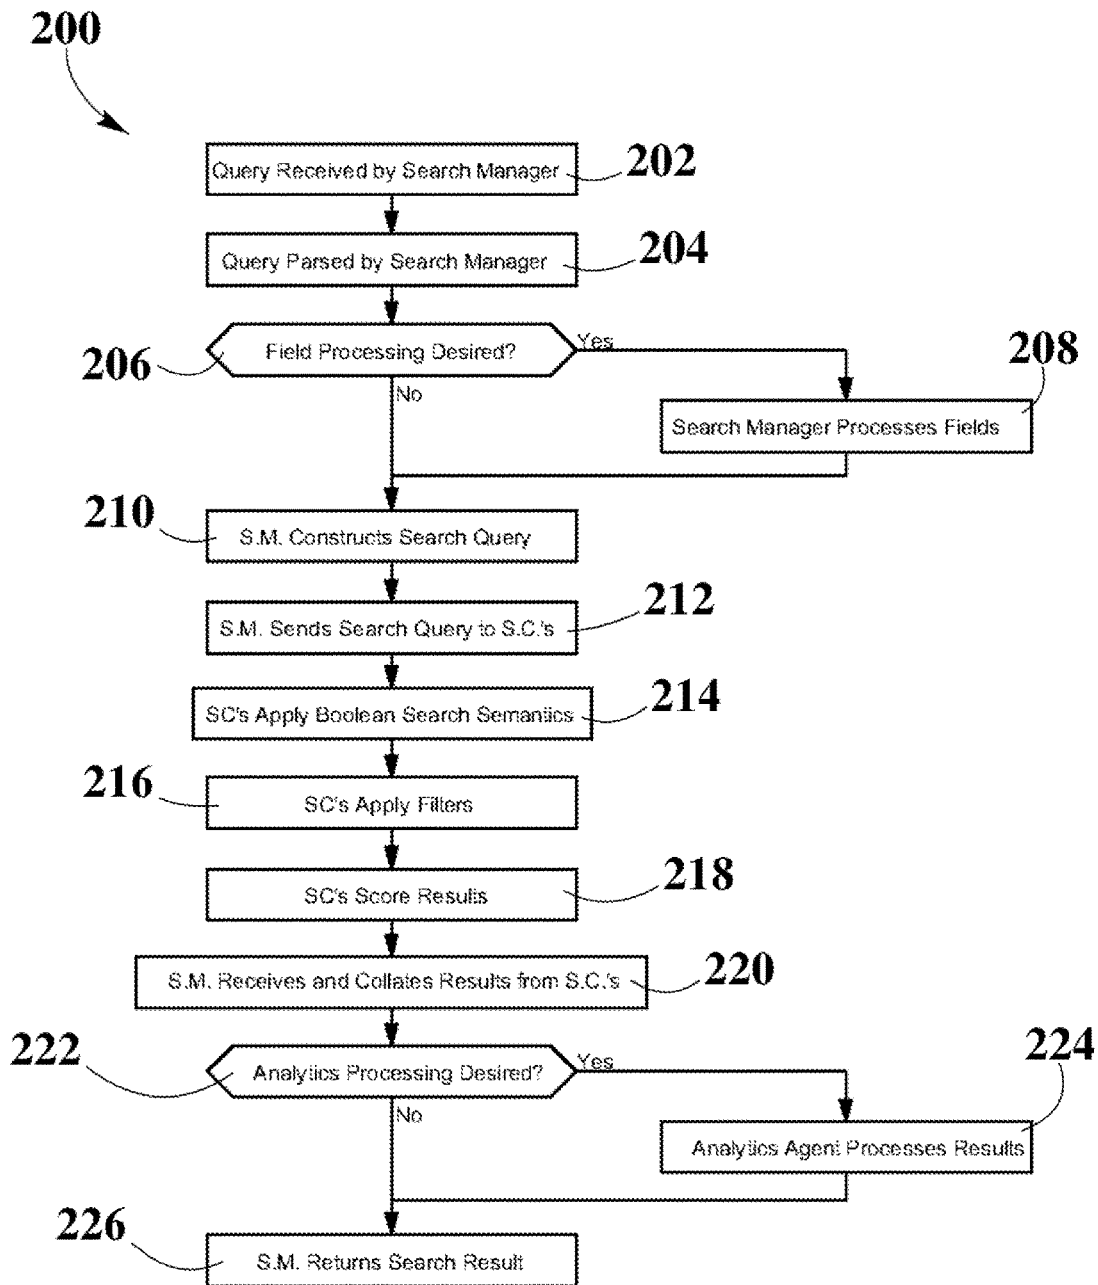 200
Query Received by Search Manager
202
Query Parsed by Search Manager
204
Field Processing Desired?
Yes
206
No
208
Search Manager Processes Fields
210
S.M. Constructs Search Query
212
S.M. Sends Search Query to S.C.'s
214
SC's Apply Boolean Search Semantics
216
SC's Apply Filters
218
SC's Score Results
220
S.M. Receives and Collates Results from S.C.'s
222
Analytics Processing Desired?
Yes
224
No
Analytics Agent Processes Results
226
S.M. Returns Search Result